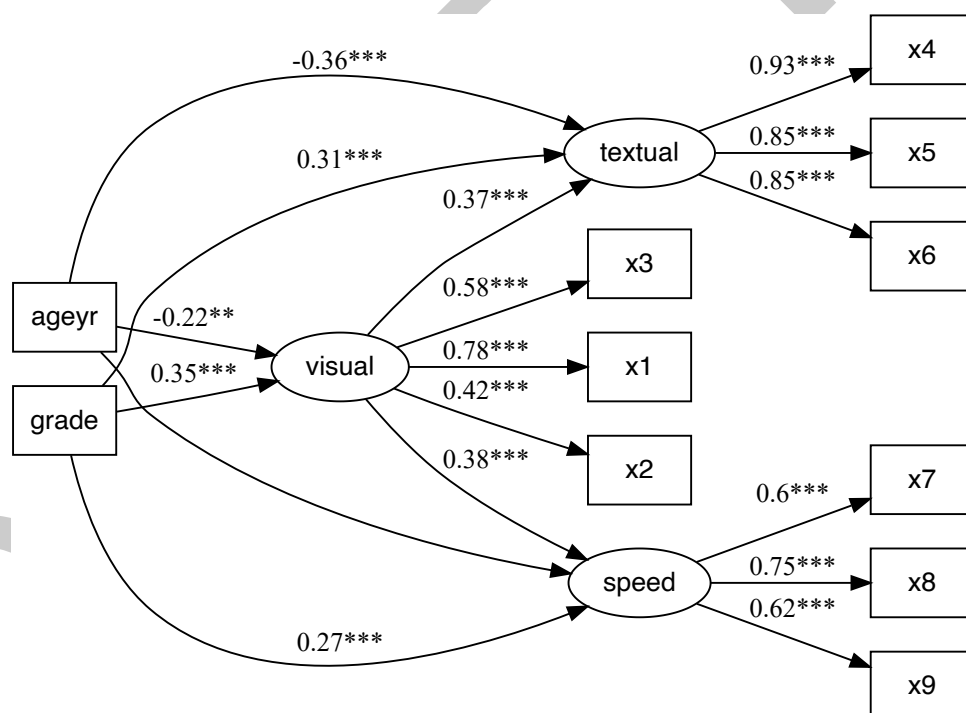 -0.36***
0.93***
x4
0.31***
textual
0.85***
x5
0.37***
0.85***
x6
x3
0.58***
ageyr
-0.22**
visual
0.78***
x1
0.35***
0.42***
grade
x2
0.38***
x7
0.6***
speed
0.75***
x8
0.62***
0.27***
x9